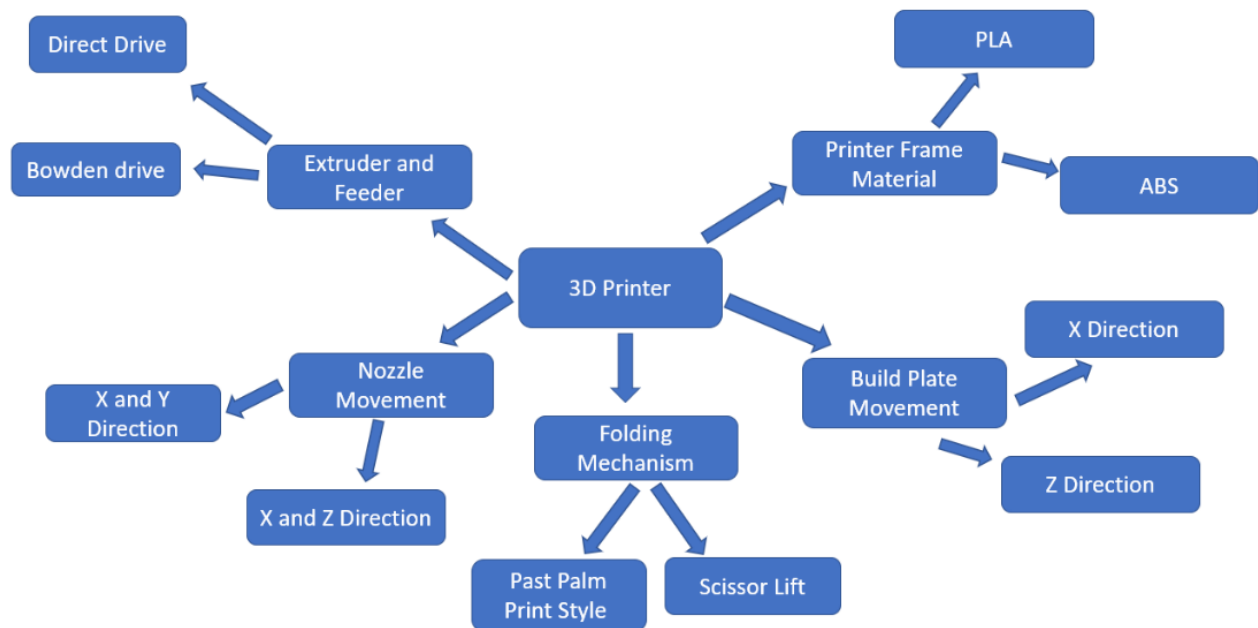 Direct Drive
PLA
Bowden drive
Extruder and
Feeder
Printer Frame
Material
ABS
3D Printer
X Direction
Nozzle
Movement
Build Plate
Movement
X and Y
Direction
Folding
Mechanism
Z Direction
X and Z Direction
Past Palm
Print Style
Scissor Lift